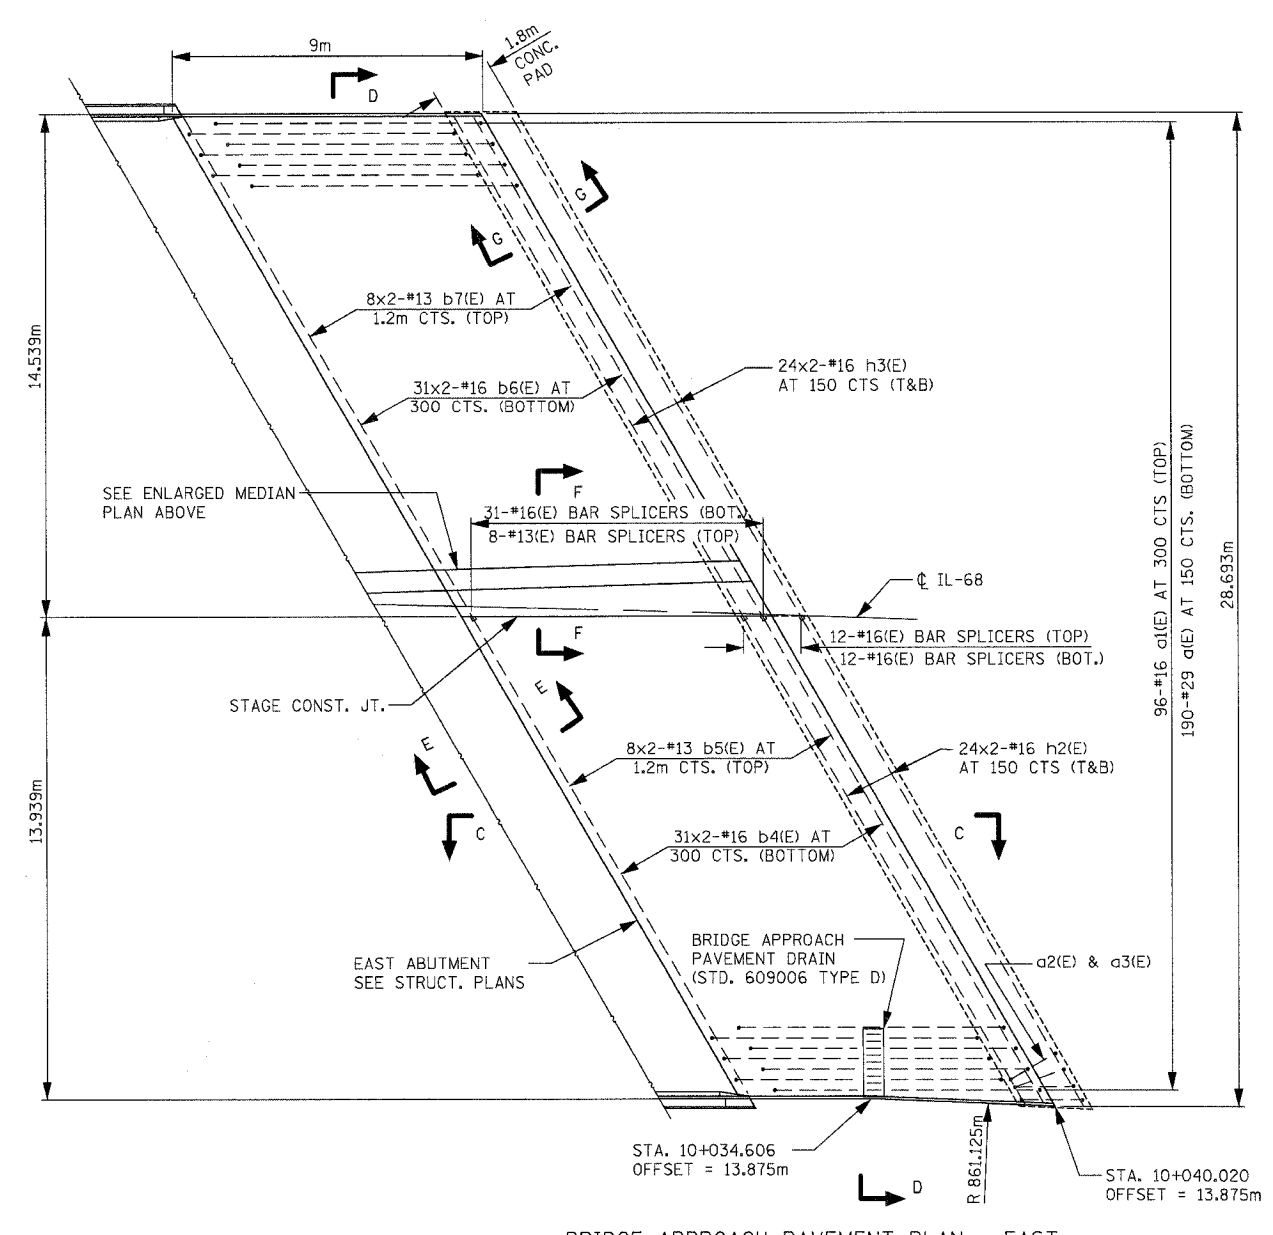 9m
1.8m
CONC.
PAD
D
G
G
8x2-#13 b7(E) AT
1.2m CTS. (TOP)
14.539m
24x2-#16 h3(E)
AT 150 CTS (T&B)
31x2-#16 b6(E) AT
300 CTS. (BOTTOM)
96-#16 a1(E) AT 300 CTS (TOP)
190-#29 a(E) AT 150 CTS. (BOTTOM)
28.693m
SEE ENLARGED MEDIAN
PLAN ABOVE
F
31-#16(E) BAR SPLICERS (BOT.)
8-#13(E) BAR SPLICERS (TOP)
℄ IL-68
F
12-#16(E) BAR SPLICERS (TOP)
12-#16(E) BAR SPLICERS (BOT.)
STAGE CONST. JT.
E
E
8x2-#13 b5(E) AT
1.2m CTS. (TOP)
24x2-#16 h2(E)
AT 150 CTS (T&B)
13.939m
C
C
31x2-#16 b4(E) AT
300 CTS. (BOTTOM)
BRIDGE APPROACH
PAVEMENT DRAIN
(STD. 609006 TYPE D)
a2(E) & a3(E)
EAST ABUTMENT
SEE STRUCT. PLANS
STA. 10+034.606
OFFSET = 13.875m
R 861.125m
D
STA. 10+040.020
OFFSET = 13.875m
BRIDGE APPROACH PAVEMENT PLAN - EAST